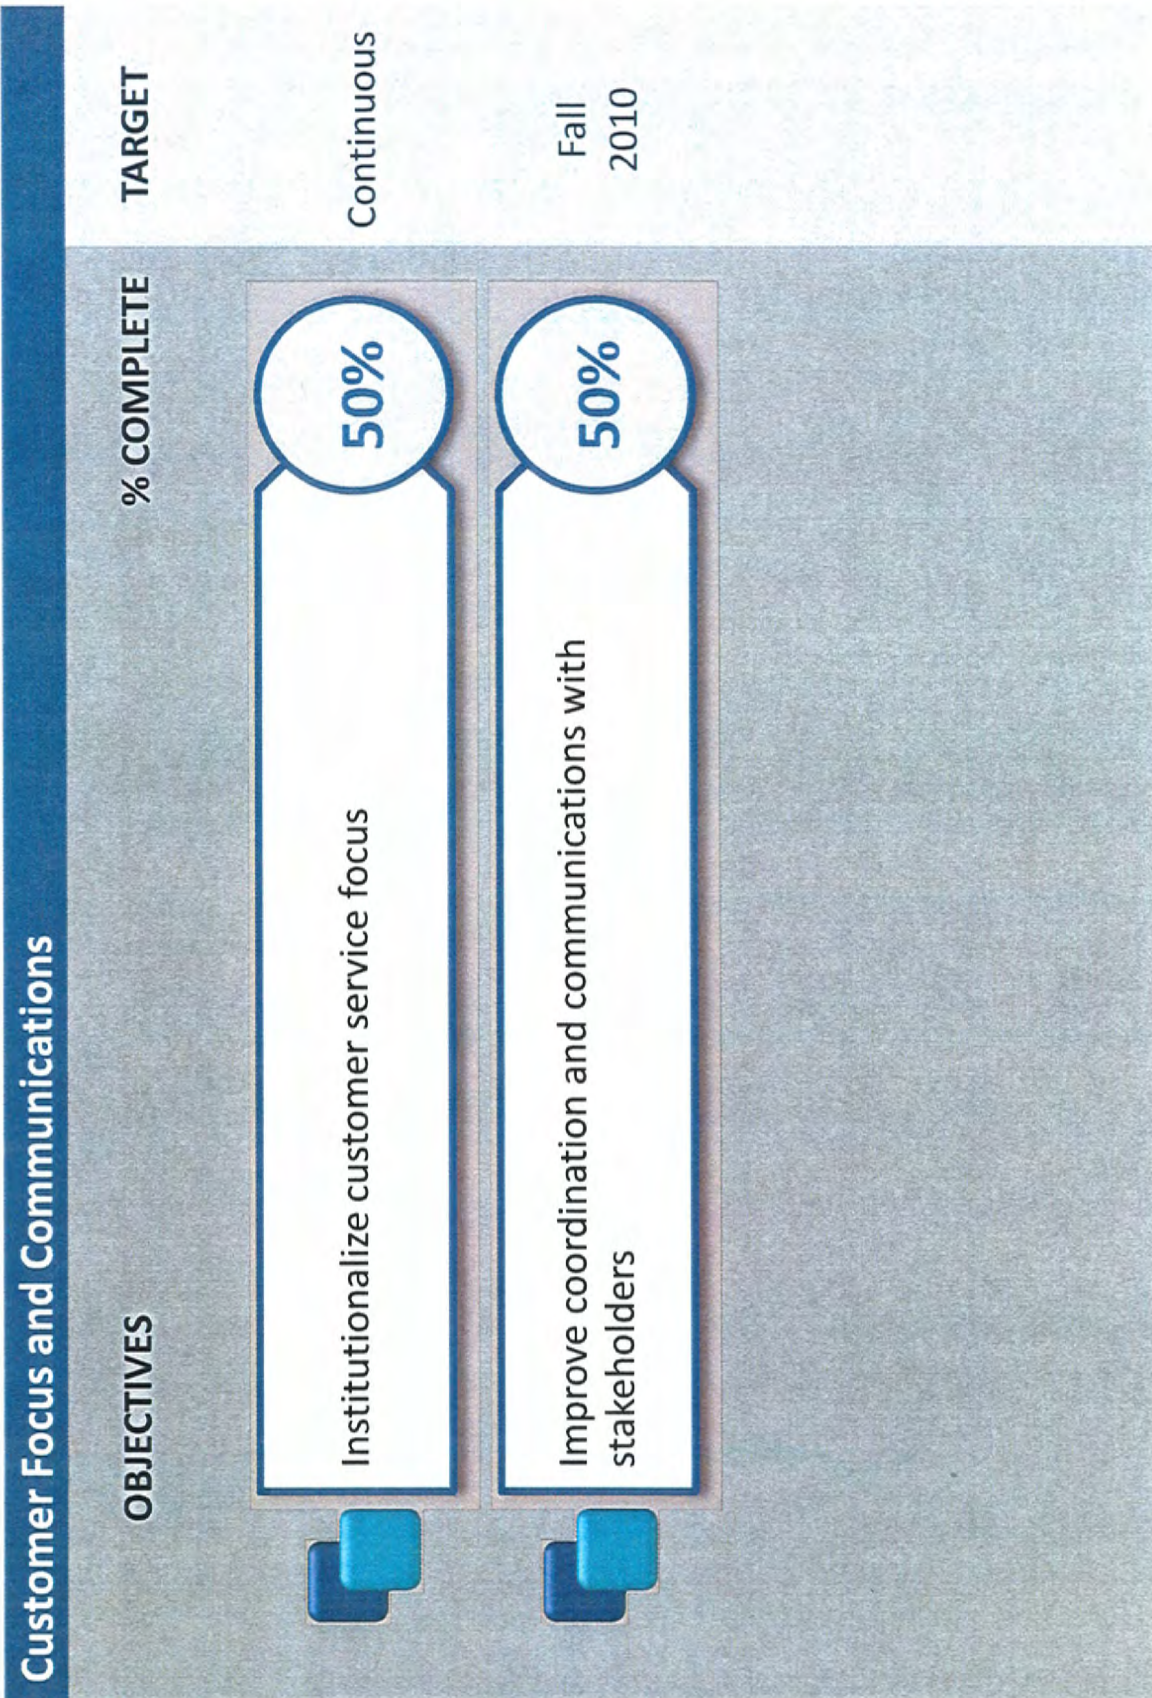 Customer Focus and Communications
OBJECTIVES % COMPLETE TARGET
Institutionalize customer service focus 50% Continuous
Improve coordination and communications with
stakeholders
50%
Fall
2010